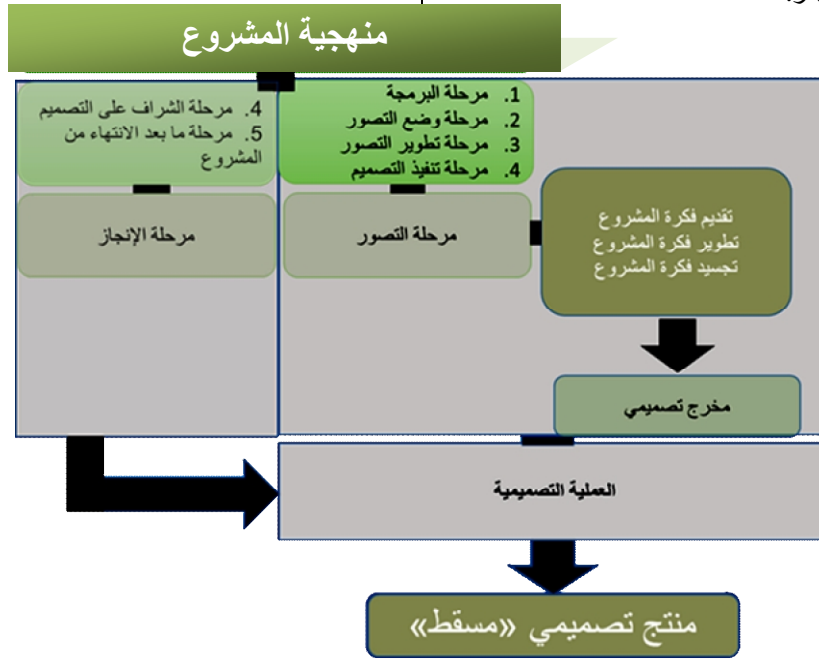 منهجية المشروع
1. مرحلة البرمجة
2. مرحلة وضع التصور
3. مرحلة تطوير التصور
4. مرحلة تنفيذ التصميم
4. مرحلة الشراف على التصميم
5. مرحلة ما بعد الانتهاء من
المشروع
تقديم فكرة المشروع
تطوير فكرة المشروع
تجسيد فكرة المشروع
مرحلة التصور
مرحلة الإنجاز
مخرج تصميمي
العملية التصميمية
منتج تصميمي «مسقط»